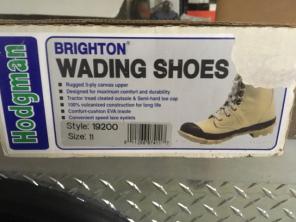 Hodgman
BRIGHTON®
WADING SHOES
Rugged 3-ply canvas upper
Designed for maximum comfort and durability
Tractor tread cleated outsole & Semi-hard toe cap
100% vulcanized construction for long life
Comfort-cushion EVA insole
Convenient speed lace eyelets
Style: 19200
Size: 11